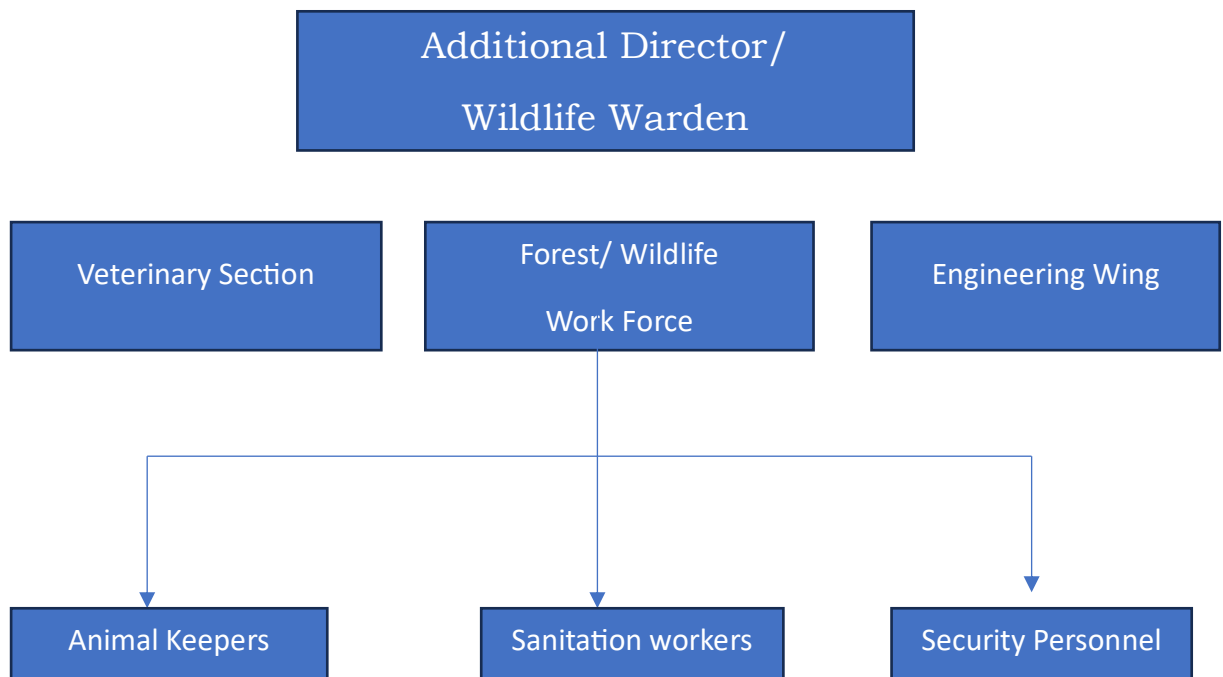 Additional Director/
Wildlife Warden
Veterinary Section
Forest/ Wildlife
Work Force
Engineering Wing
Animal Keepers
Sanitation workers
Security Personnel